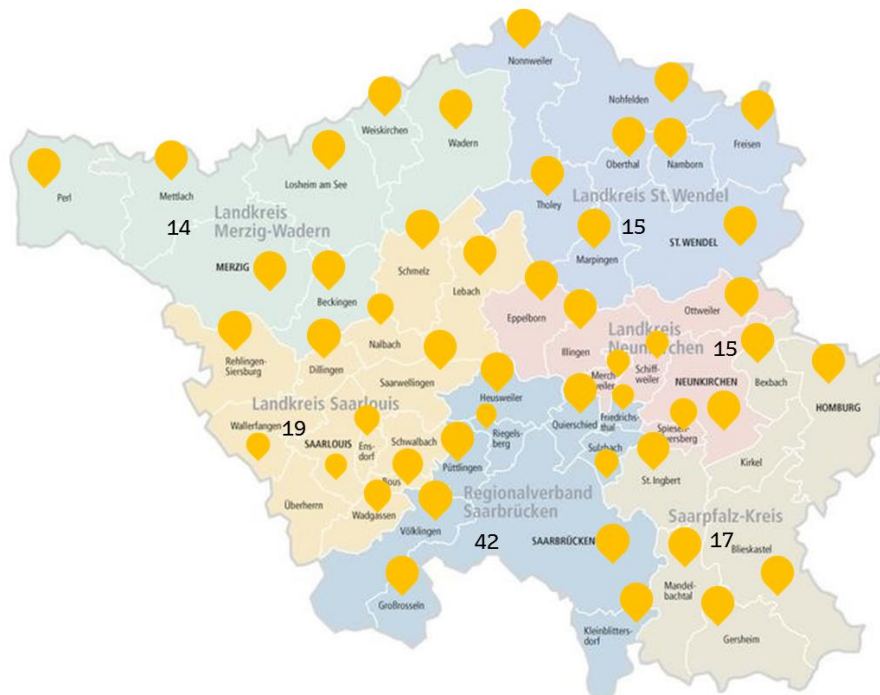 Nonnweiler
Nohfelden
Weiskirchen
Wadern
Freisen
Oberthal
Namborn
Perl
Mettlach
Losheim am See
Tholey
Landkreis St. Wendel
15
ST. WENDEL
Marpingen
Landkreis
Merzig-Wadern
14
MERZIG
Beckingen
Schmelz
Lebach
Eppelborn
Ottweiler
Illingen
Landkreis
Neunkirchen
15
Merch
weiler
Schiff-
weiler
NEUNKIRCHEN
Bexbach
HOMBURG
Rehlingen-
Siersburg
Dillingen
Nalbach
Saarwellingen
Heusweiler
Landkreis Saarlouis
19
Wallerfangen
SAARLOUIS
Ens-
dorf
Schwalbach
Bous
Riegels-
berg
Püttlingen
Quierschied
Friedrichs-
thal
Sulzbach
Spiesen-
Elversberg
Kirkel
St. Ingbert
Überherrn
Wadgassen
Völklingen
Regionalverband
Saarbrücken
42
SAARBRÜCKEN
Saarpfalz-Kreis
17
Blieskastel
Mandel-
bachtal
Gersheim
Großrosseln
Kleinblitters-
dorf